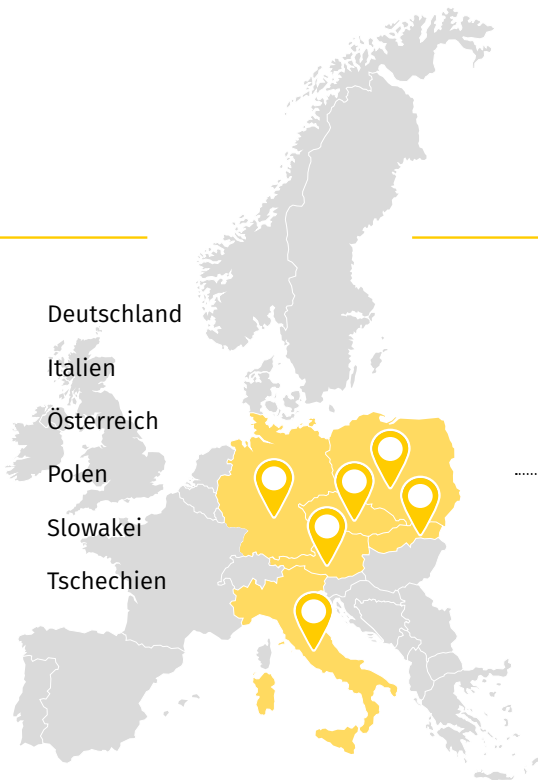 Deutschland
Italien
Österreich
Polen
Slowakei
Tschechien